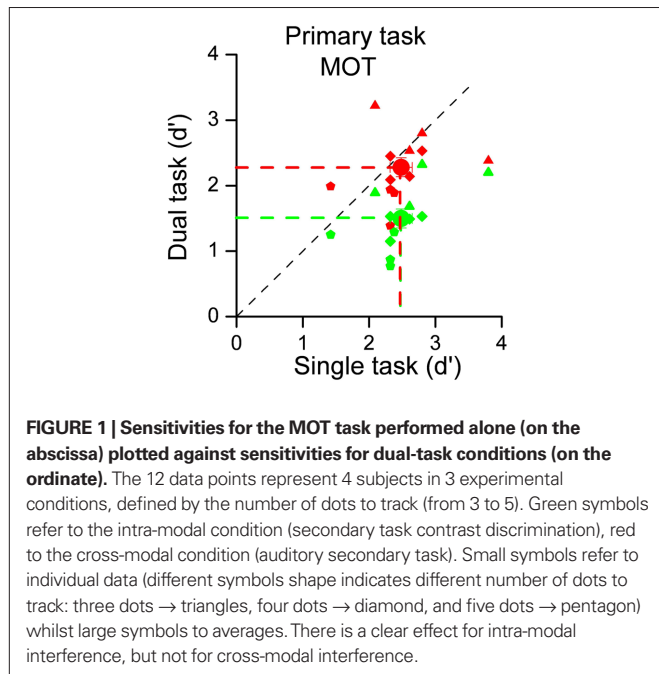 Primary task
MOT
4
3
2
1
0
Dual task (d')
0 1 2 3 4
Single task (d')
FIGURE 1 | Sensitivities for the MOT task performed alone (on the
abscissa) plotted against sensitivities for dual-task conditions (on the
ordinate). The 12 data points represent 4 subjects in 3 experimental
conditions, defined by the number of dots to track (from 3 to 5). Green symbols
refer to the intra-modal condition (secondary task contrast discrimination), red
to the cross-modal condition (auditory secondary task). Small symbols refer to
individual data (different symbols shape indicates different number of dots to
track: three dots → triangles, four dots → diamond, and five dots → pentagon)
whilst large symbols to averages. There is a clear effect for intra-modal
interference, but not for cross-modal interference.